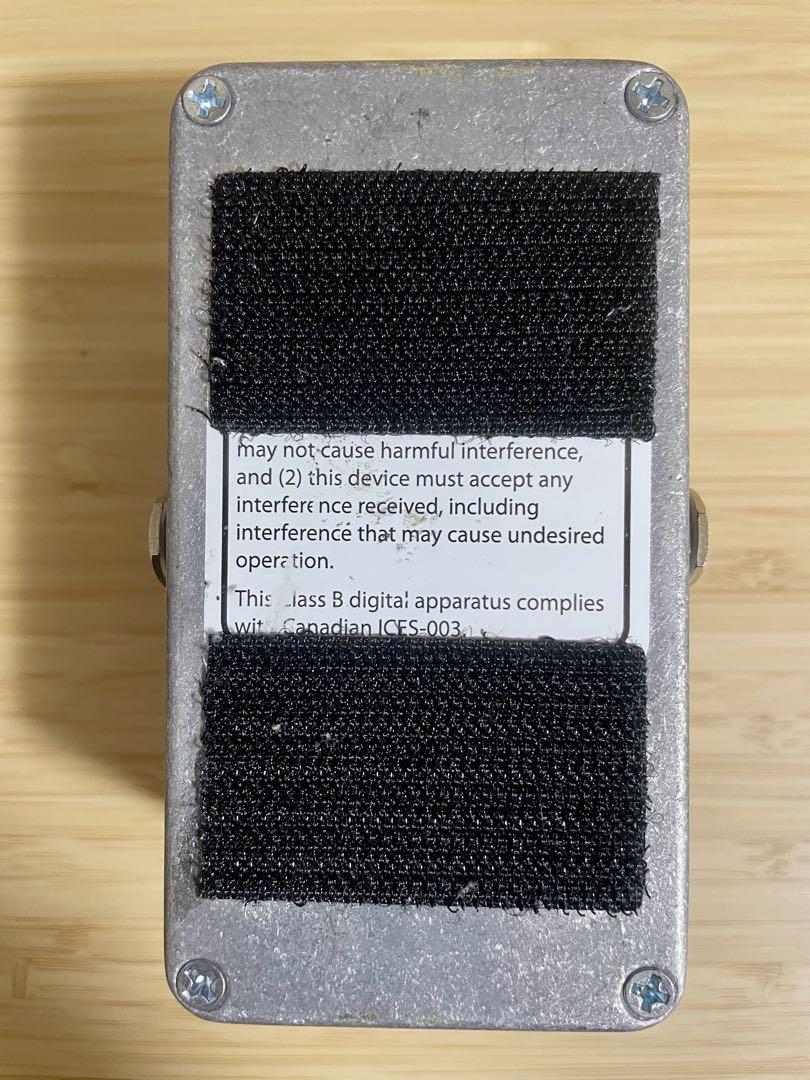 may not cause harmful interference,
and (2) this device must accept any
interference received, including
interference that may cause undesired
operation.
This Class B digital apparatus complies
with Canadian ICES-003.